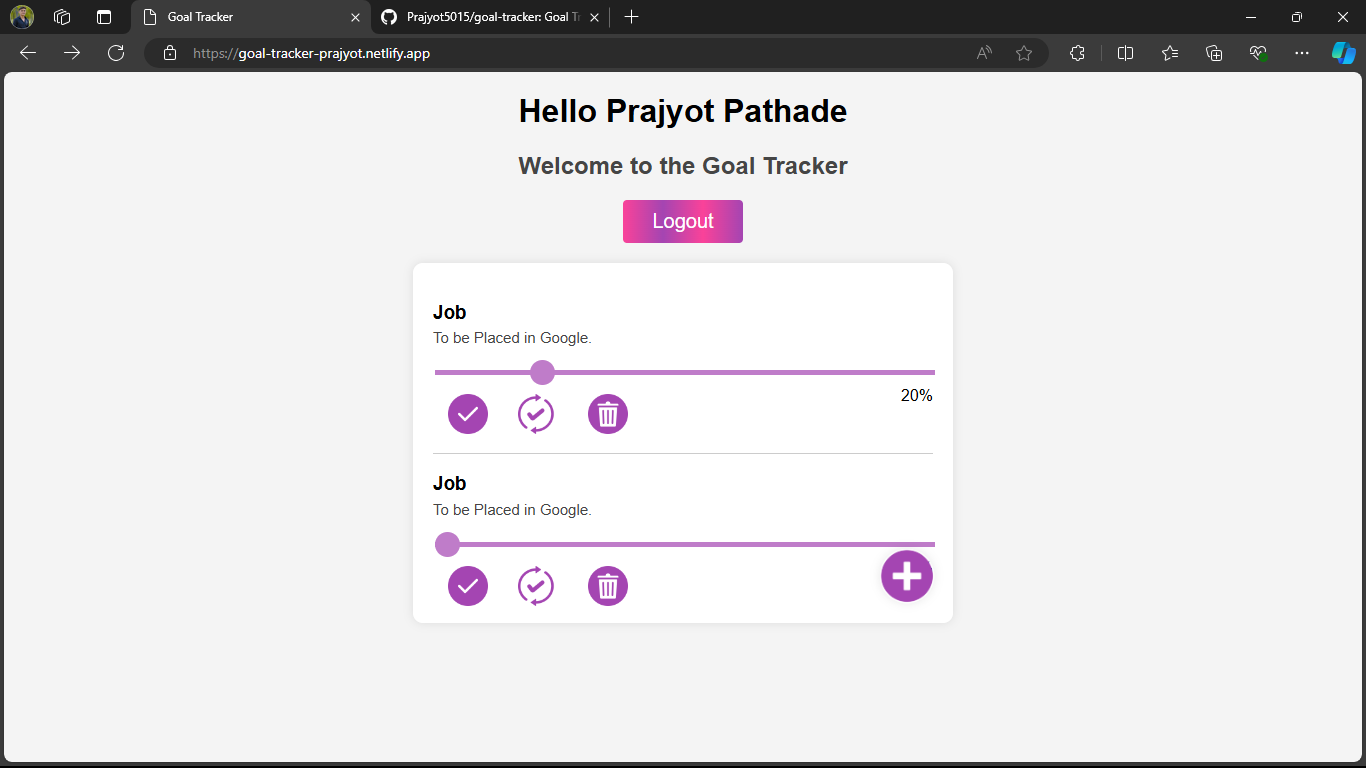 Goal Tracker
Prajyot5015/goal-tracker: Goal T
https://goal-tracker-prajyot.netlify.app
Hello Prajyot Pathade
Welcome to the Goal Tracker
Logout
Job
To be Placed in Google.
20%
Job
To be Placed in Google.